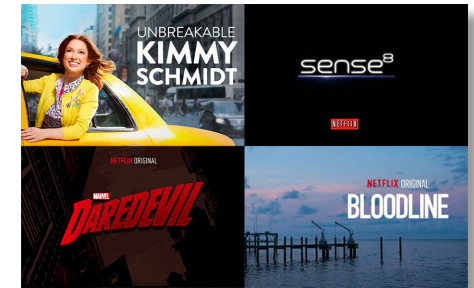 UNBREAKABLE
KIMMY
SCHMIDT
sense8
NETFLIX
NETFLIX ORIGINAL
MARVEL
DAREDEVIL
NETFLIX ORIGINAL
BLOODLINE